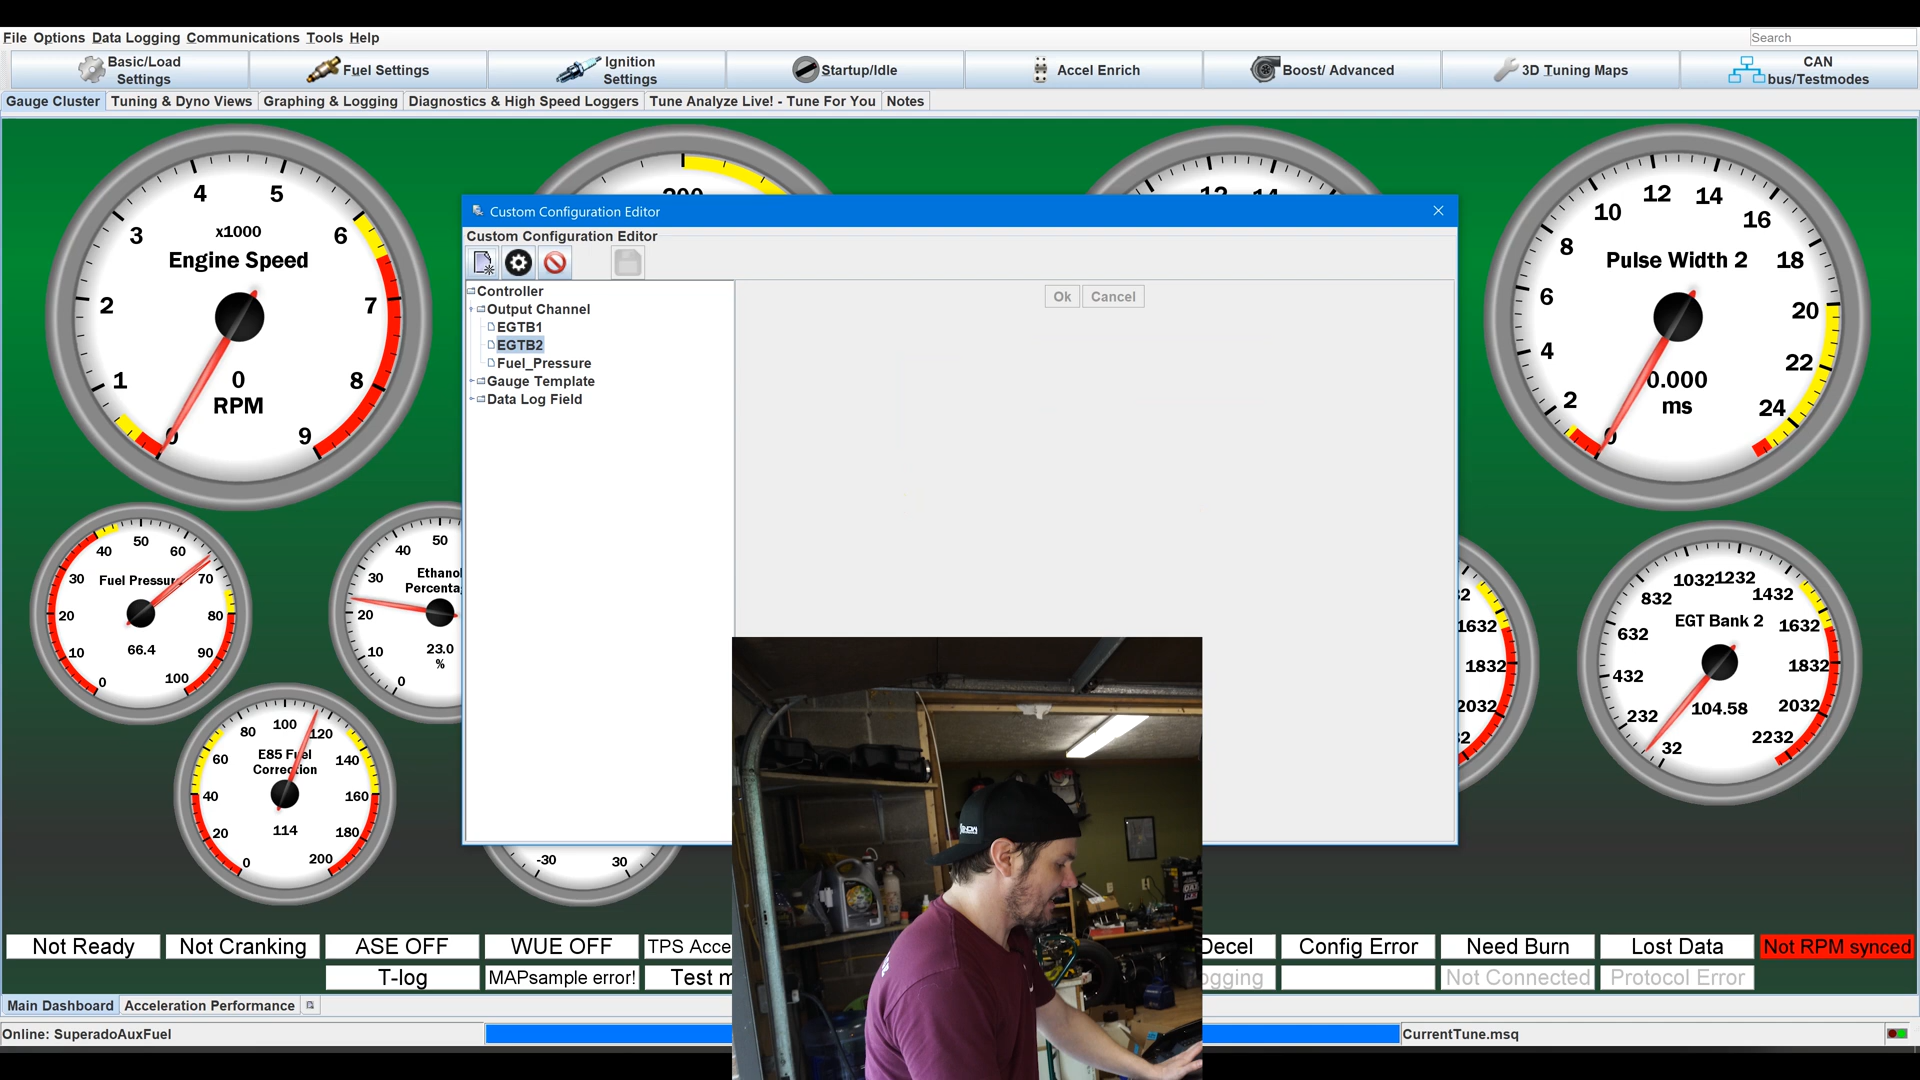 File Options Data Logging Communications Tools Help
Search
Basic/Load
Settings
Fuel Settings
Ignition
Settings
Startup/Idle
Accel Enrich
Boost/ Advanced
3D Tuning Maps
CAN
bus/Testmodes
Gauge Cluster Tuning & Dyno Views Graphing & Logging Diagnostics & High Speed Loggers Tune Analyze Live! - Tune For You Notes
0 1 2 3 4 5 6 7 8 9
x1000
Engine Speed
0
RPM
200
12 14
0 2 4 6 8 10 12 14 16 18 20 22 24
Pulse Width 2
0.000
ms
Custom Configuration Editor
Custom Configuration Editor
Controller
Output Channel
EGTB1
EGTB2
Fuel_Pressure
Gauge Template
Data Log Field
Ok Cancel
0 10 20 30 40 50 60 70 80 90 100
Fuel Pressure
66.4
0 10 20 30 40 50
Ethanol
Percenta
23.0
%
0 20 40 60 80 100 120 140 160 180 200
E85 Fuel
Correction
114
-30 30
1632
1832
2032
32 232 432 632 832 1032 1232 1432 1632 1832 2032 2232
EGT Bank 2
104.58
Not Ready Not Cranking ASE OFF WUE OFF TPS Acce Decel Config Error Need Burn Lost Data Not RPM synced
T-log MAPsample error! Test m ogging Not Connected Protocol Error
Main Dashboard Acceleration Performance
Online: SuperadoAuxFuel
CurrentTune.msq